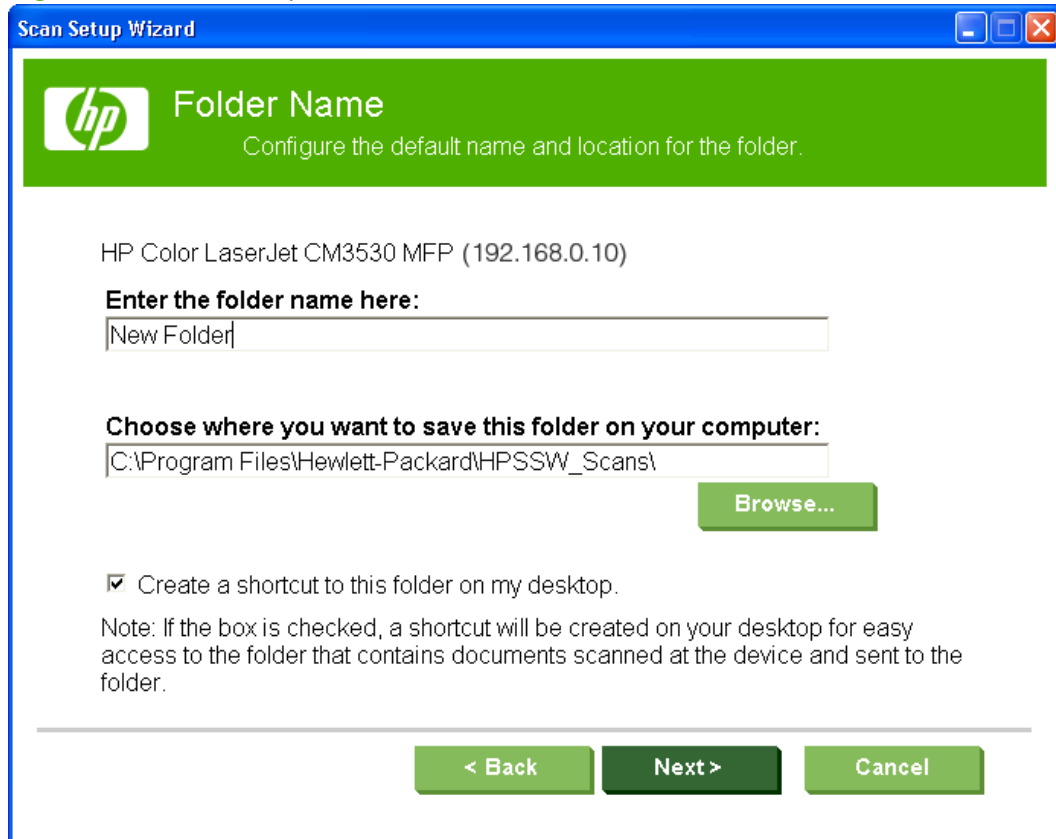 Scan Setup Wizard
hp
Folder Name
Configure the default name and location for the folder.
HP Color LaserJet CM3530 MFP (192.168.0.10)
Enter the folder name here:
New Folder
Choose where you want to save this folder on your computer:
C:\Program Files\Hewlett-Packard\HPSSW_Scans\
Browse...
Create a shortcut to this folder on my desktop.
Note: If the box is checked, a shortcut will be created on your desktop for easy
access to the folder that contains documents scanned at the device and sent to the
folder.
< Back
Next >
Cancel